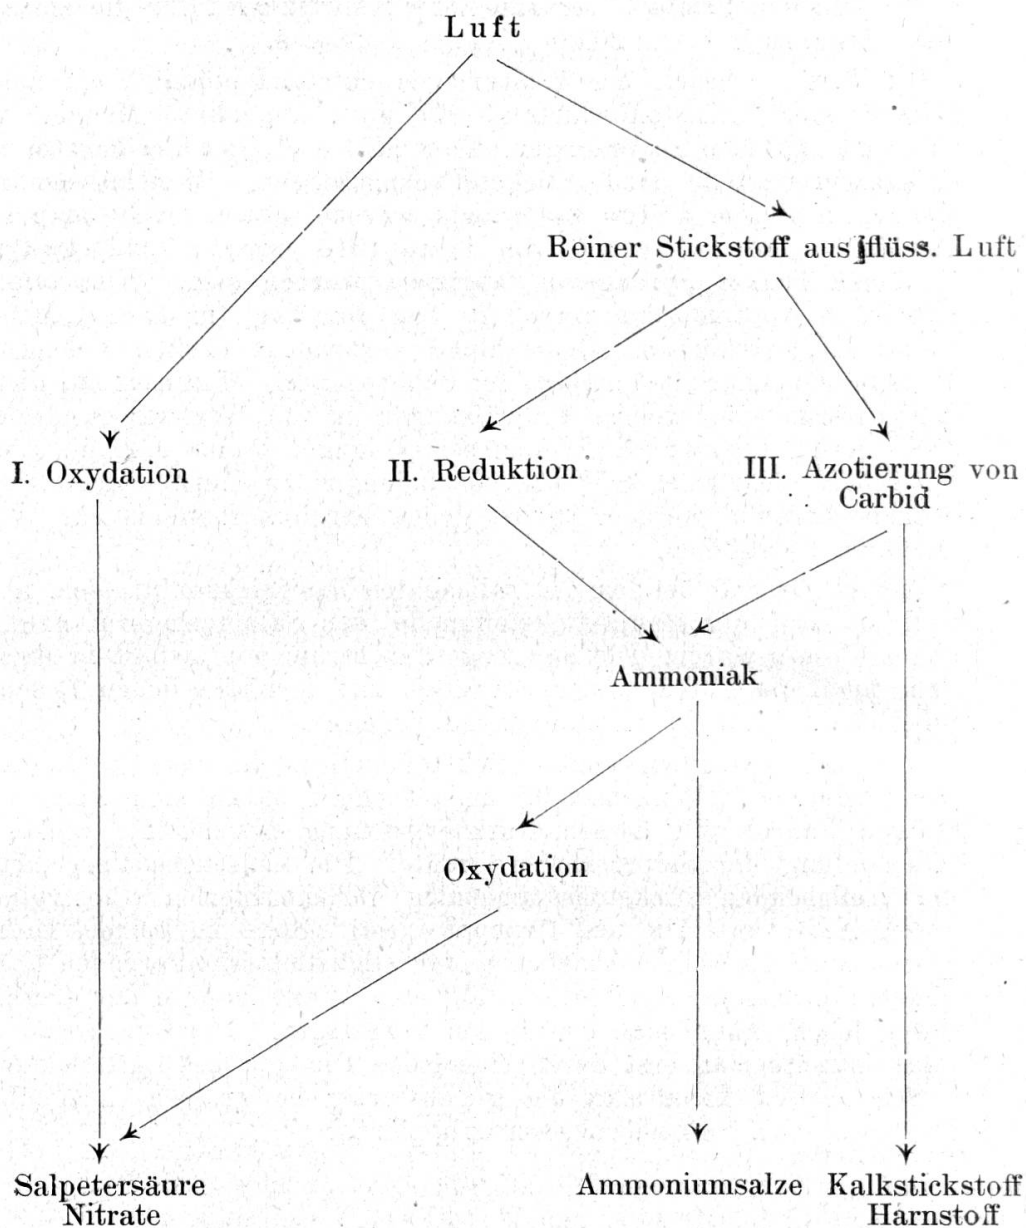 Luft
Reiner Stickstoff aus flüss. Luft
I. Oxydation
II. Reduktion
III. Azotierung von
Carbid
Ammoniak
Oxydation
Salpetersäure
Nitrate
Ammoniumsalze
Kalkstickstoff
Harnstoff